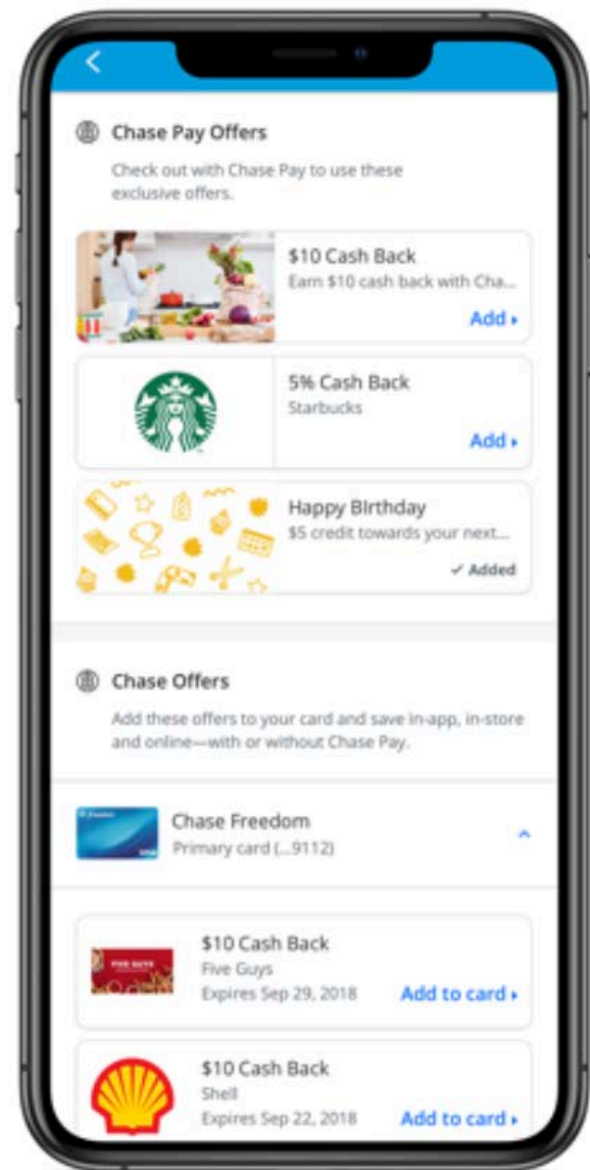 Chase Pay Offers
Check out with Chase Pay to use these
exclusive offers.
$10 Cash Back
Earn $10 cash back with Cha...
Add
5% Cash Back
Starbucks
Add
Happy BIrthday
$5 credit towards your next...
✓ Added
Chase Offers
Add these offers to your card and save in-app, in-store
and online—with or without Chase Pay.
Chase Freedom
Primary card (...9112)
VISA
$10 Cash Back
FIVE GUYS
Five Guys
Expires Sep 29, 2018
Add to card
$10 Cash Back
Shell
Expires Sep 22, 2018
Add to card